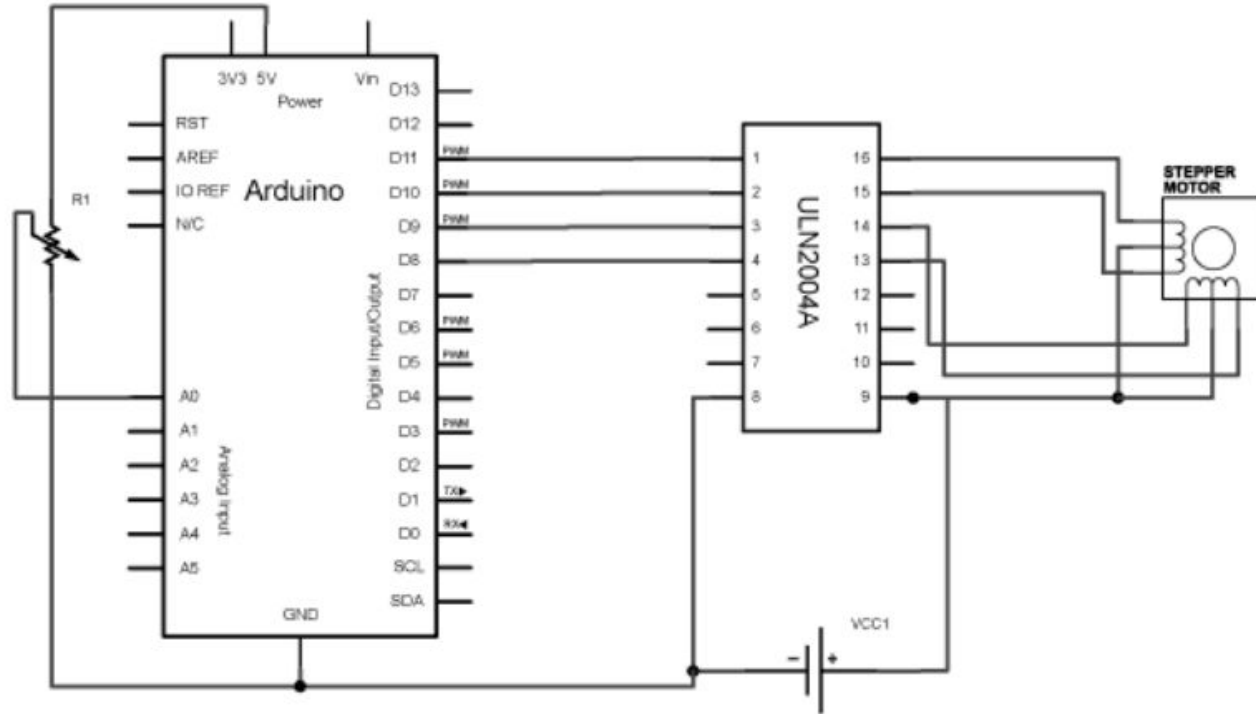 3V3 5V Vin
Power
D13
RST D12
AREF D11 PWM
IO REF D10 PWM
N/C D9 PWM
D8
D7
D6 PWM
D5 PWM
A0 D4
A1 D3 PWM
A2 D2
A3 D1 TX▶
A4 D0 RX◀
A5 SCL
SDA
GND
Arduino
Digital Input/Output
Analog Input
R1
1 16
2 15
3 14
4 13
5 12
6 11
7 10
8 9
ULN2004A
STEPPER
MOTOR
VCC1
− +